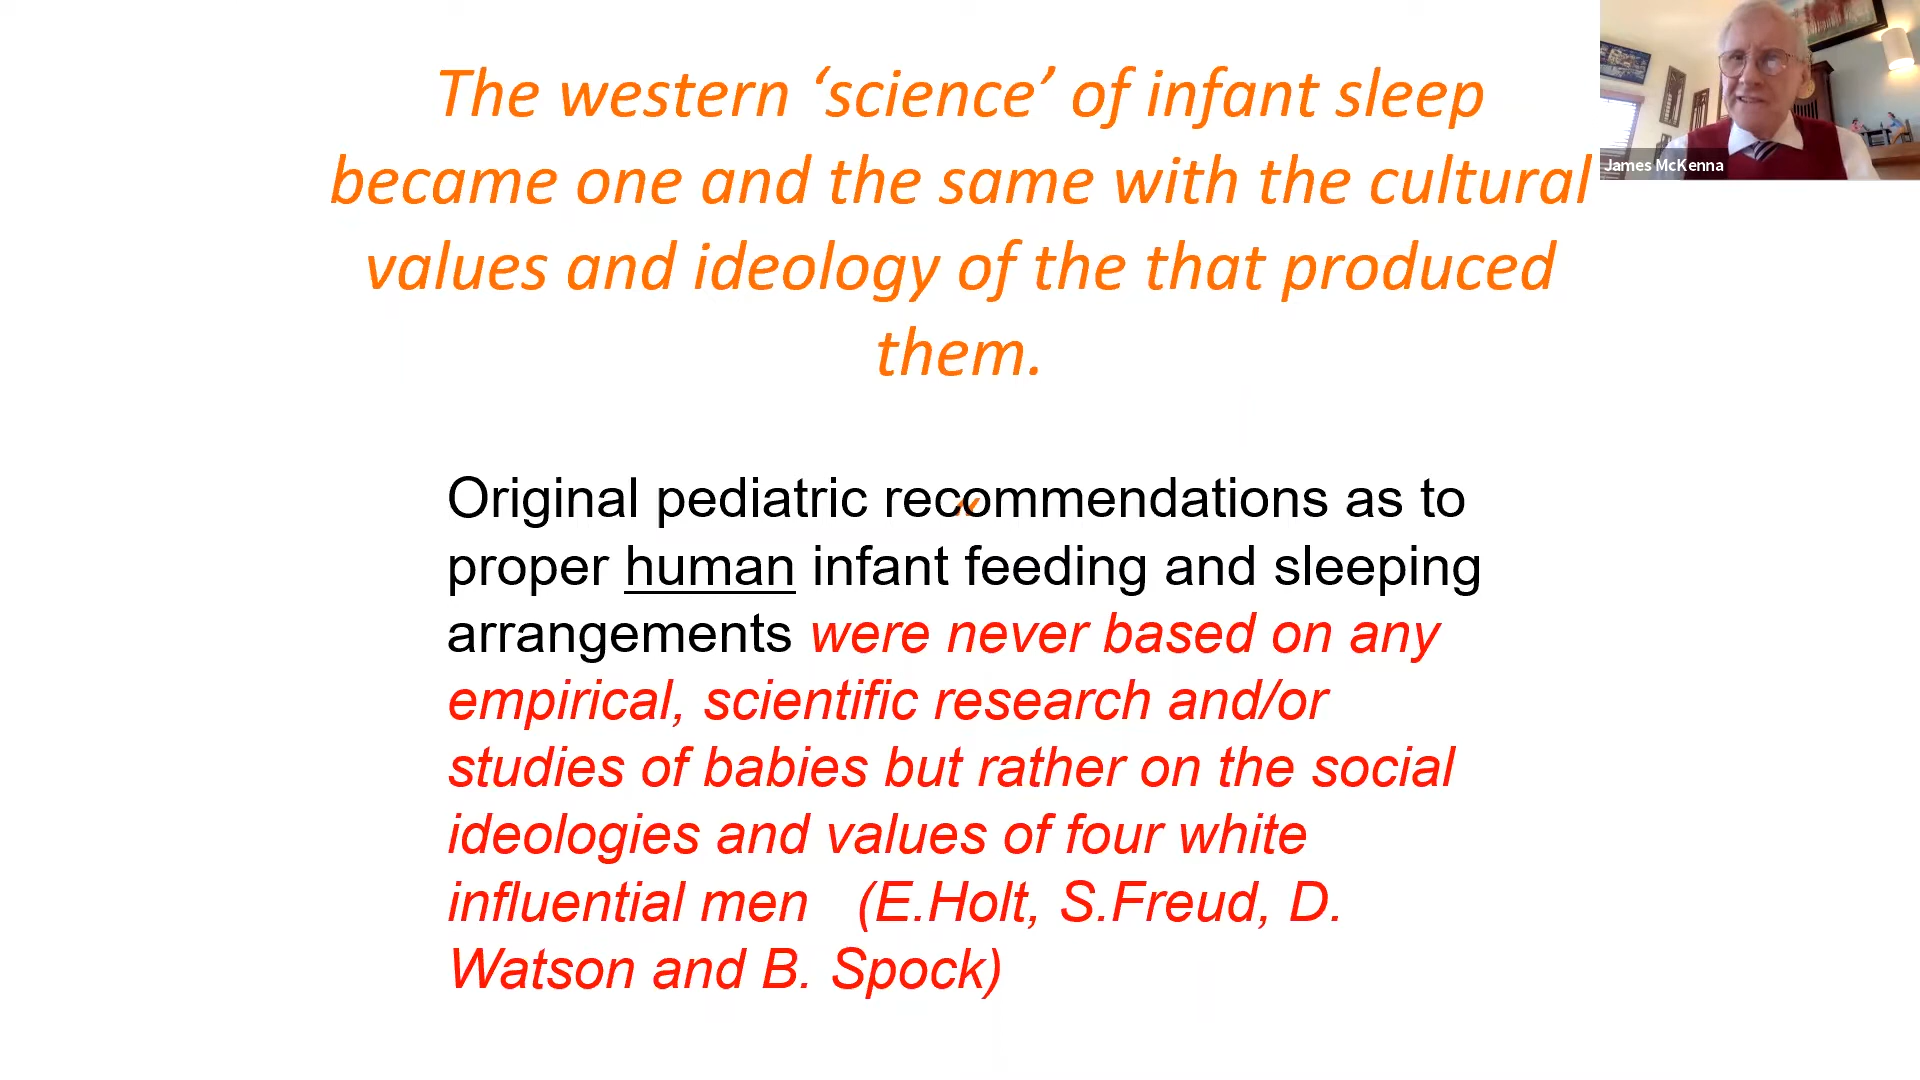 The western ‘science’ of infant sleep
became one and the same with the cultural
values and ideology of the that produced
them.
James McKenna
Original pediatric recommendations as to
proper human infant feeding and sleeping
arrangements were never based on any
empirical, scientific research and/or
studies of babies but rather on the social
ideologies and values of four white
influential men (E.Holt, S.Freud, D.
Watson and B. Spock)